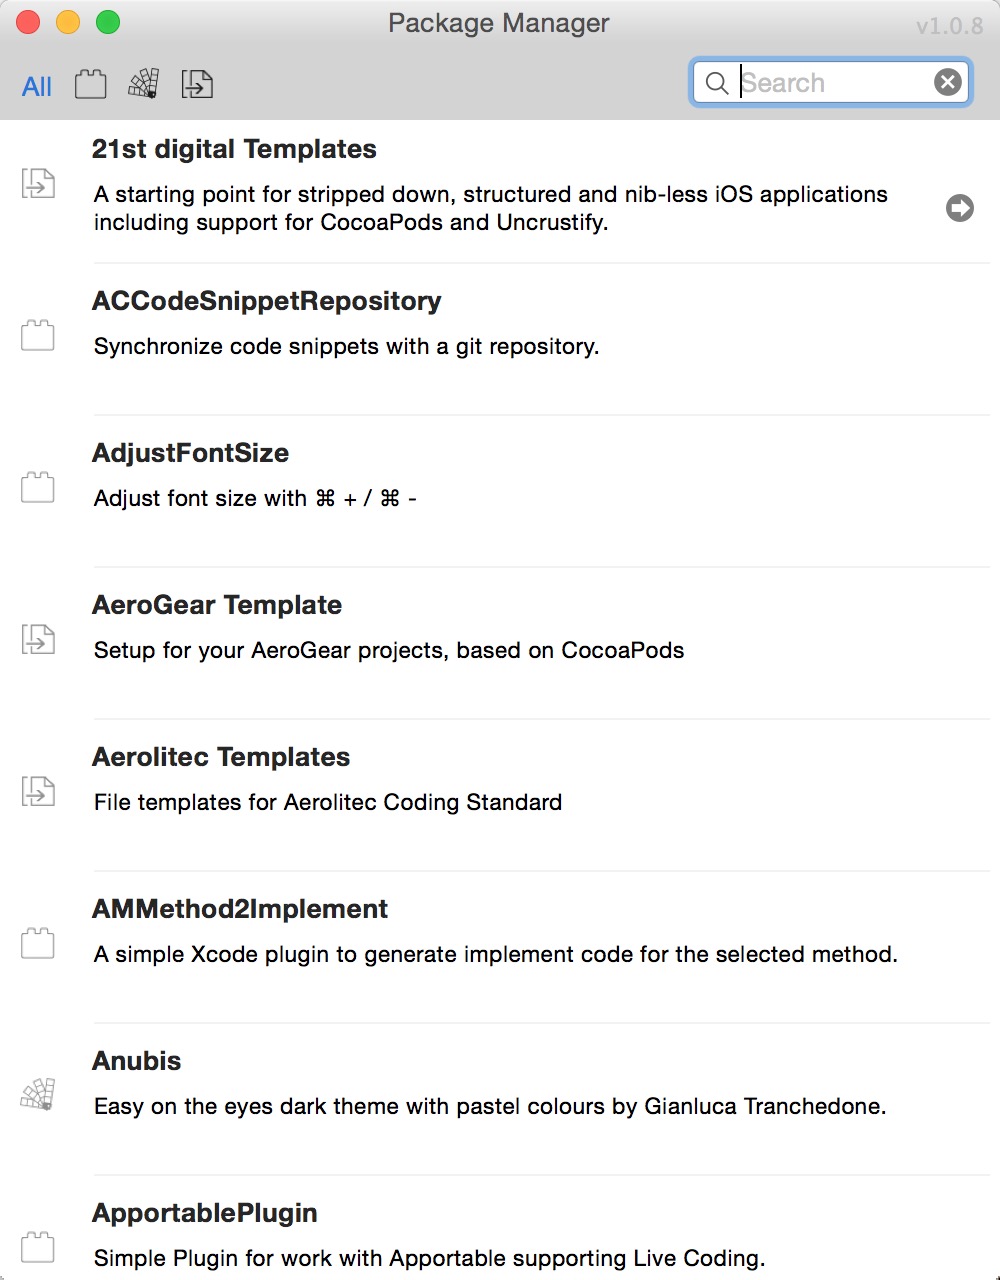 Package Manager
v1.0.8
All
Search
21st digital Templates
A starting point for stripped down, structured and nib-less iOS applications
including support for CocoaPods and Uncrustify.
ACCodeSnippetRepository
Synchronize code snippets with a git repository.
AdjustFontSize
Adjust font size with ⌘ + / ⌘ -
AeroGear Template
Setup for your AeroGear projects, based on CocoaPods
Aerolitec Templates
File templates for Aerolitec Coding Standard
AMMethod2Implement
A simple Xcode plugin to generate implement code for the selected method.
Anubis
Easy on the eyes dark theme with pastel colours by Gianluca Tranchedone.
ApportablePlugin
Simple Plugin for work with Apportable supporting Live Coding.